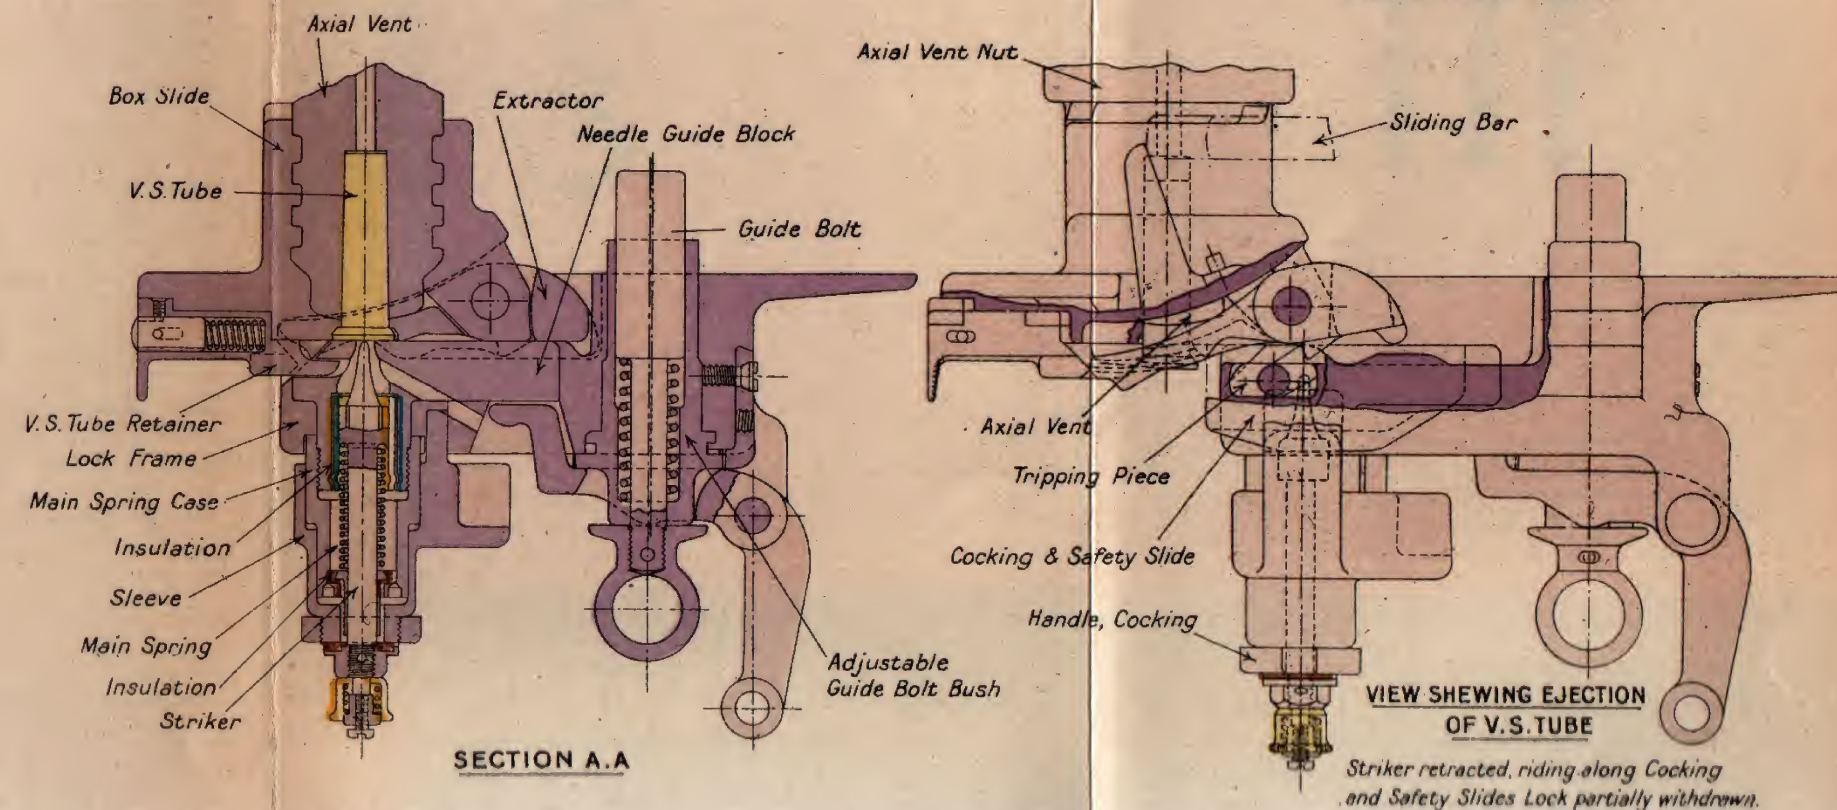 Axial Vent
Box Slide
Extractor
Needle Guide Block
V.S. Tube
Guide Bolt
V.S. Tube Retainer
Lock Frame
Main Spring Case
Insulation
Sleeve
Main Spring
Insulation
Striker
Adjustable
Guide Bolt Bush
SECTION A.A
Axial Vent Nut
Sliding Bar
Axial Vent
Tripping Piece
Cocking & Safety Slide
Handle, Cocking
VIEW SHEWING EJECTION
OF V.S. TUBE
Striker retracted, riding along Cocking
and Safety Slides Lock partially withdrawn.